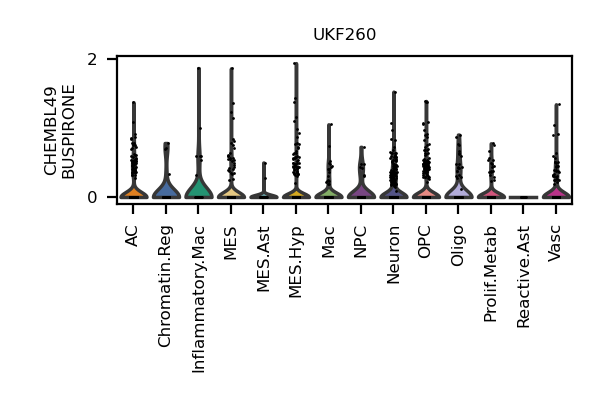 UKF260
CHEMBL49
BUSPIRONE
2
0
AC
Chromatin.Reg
Inflammatory.Mac
MES
MES.Ast
MES.Hyp
Mac
NPC
Neuron
OPC
Oligo
Prolif.Metab
Reactive.Ast
Vasc